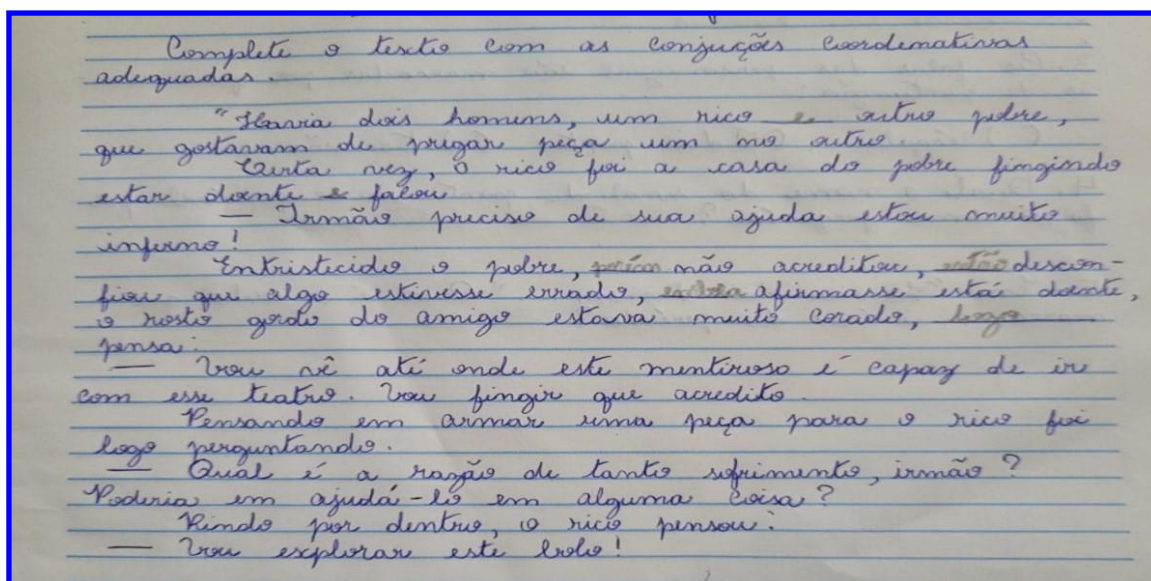 Complete o texto com as conjuções coordenativas
adequadas.
"Havia dois homens, um rico e outro pobre,
que gostavam de pregar peça um no outro.
Certa vez, o rico foi a casa do pobre fingindo
estar doente e falou
— Irmão preciso de sua ajuda estou muito
infermo!
Entristecido o pobre, porém não acreditou, então descon-
fiou que algo estivesse errado, embora afirmasse está doente,
o rosto gordo do amigo estava muito corado, logo
pensa:
— Vou vê até onde este mentiroso é capaz de ir
com esse teatro. Vou fingir que acredito.
Pensando em armar uma peça para o rico foi
logo perguntando.
— Qual é a razão de tanto sofrimento, irmão?
Poderia em ajudá-lo em alguma coisa?
Rindo por dentro, o rico pensou:
— Vou explorar este bolo!